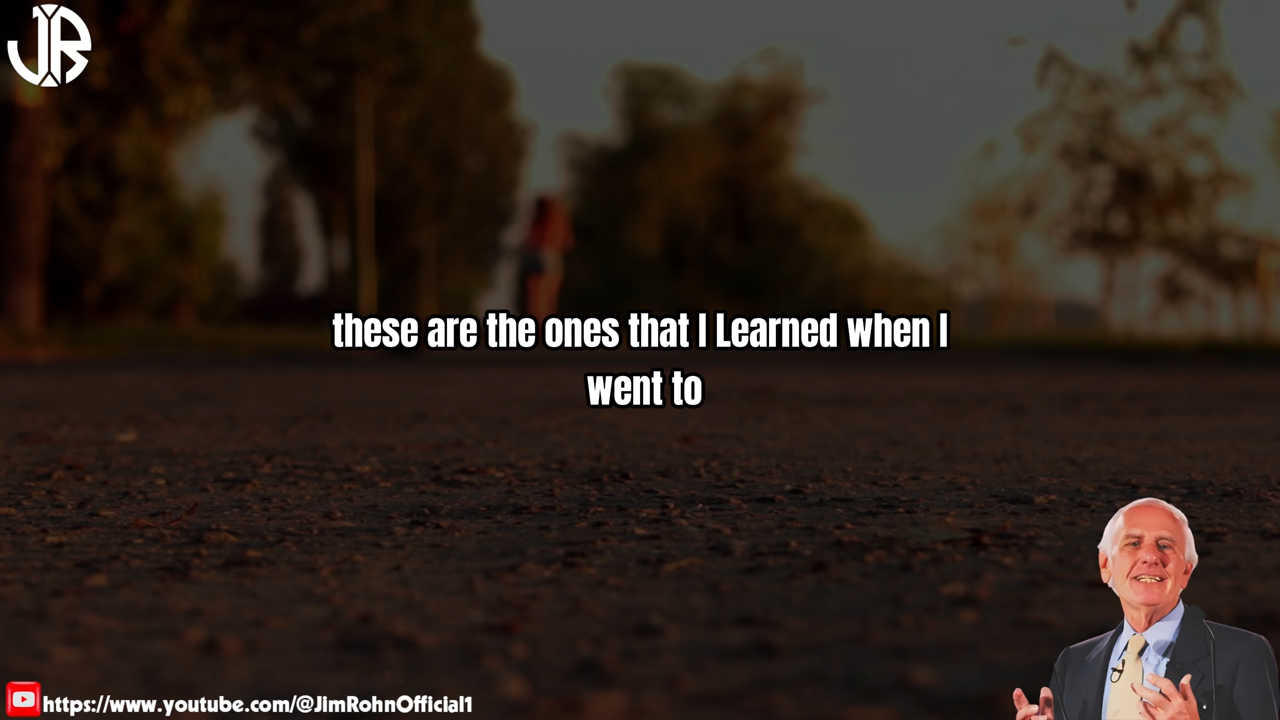 JR
these are the ones that I Learned when I
went to
https://www.youtube.com/@JimRohnOfficial1